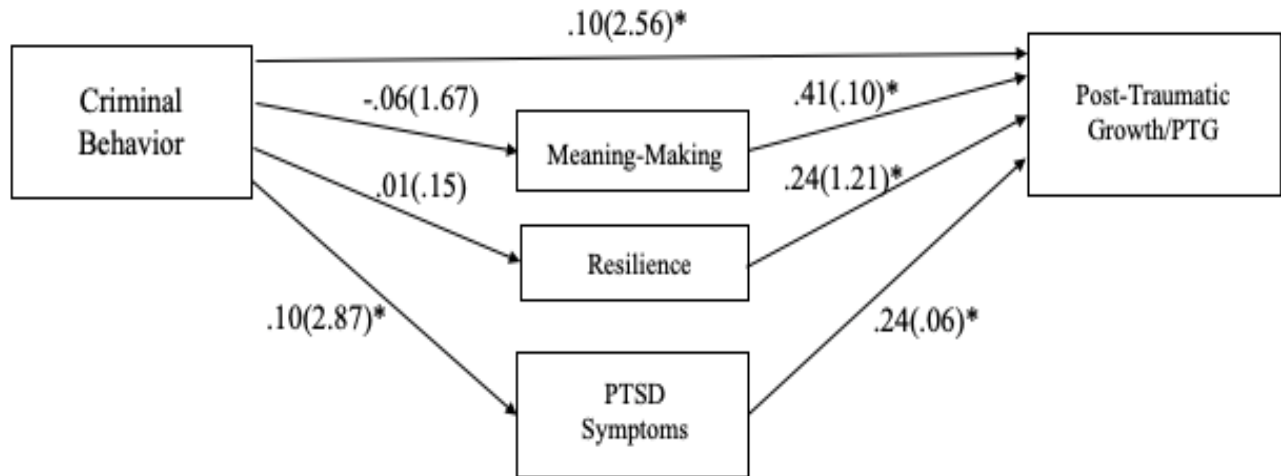 .10(2.56)*
Criminal
Behavior
-.06(1.67)
.41(.10)*
Post-Traumatic
Growth/PTG
Meaning-Making
.01(.15)
.24(1.21)*
Resilience
.10(2.87)*
.24(.06)*
PTSD
Symptoms